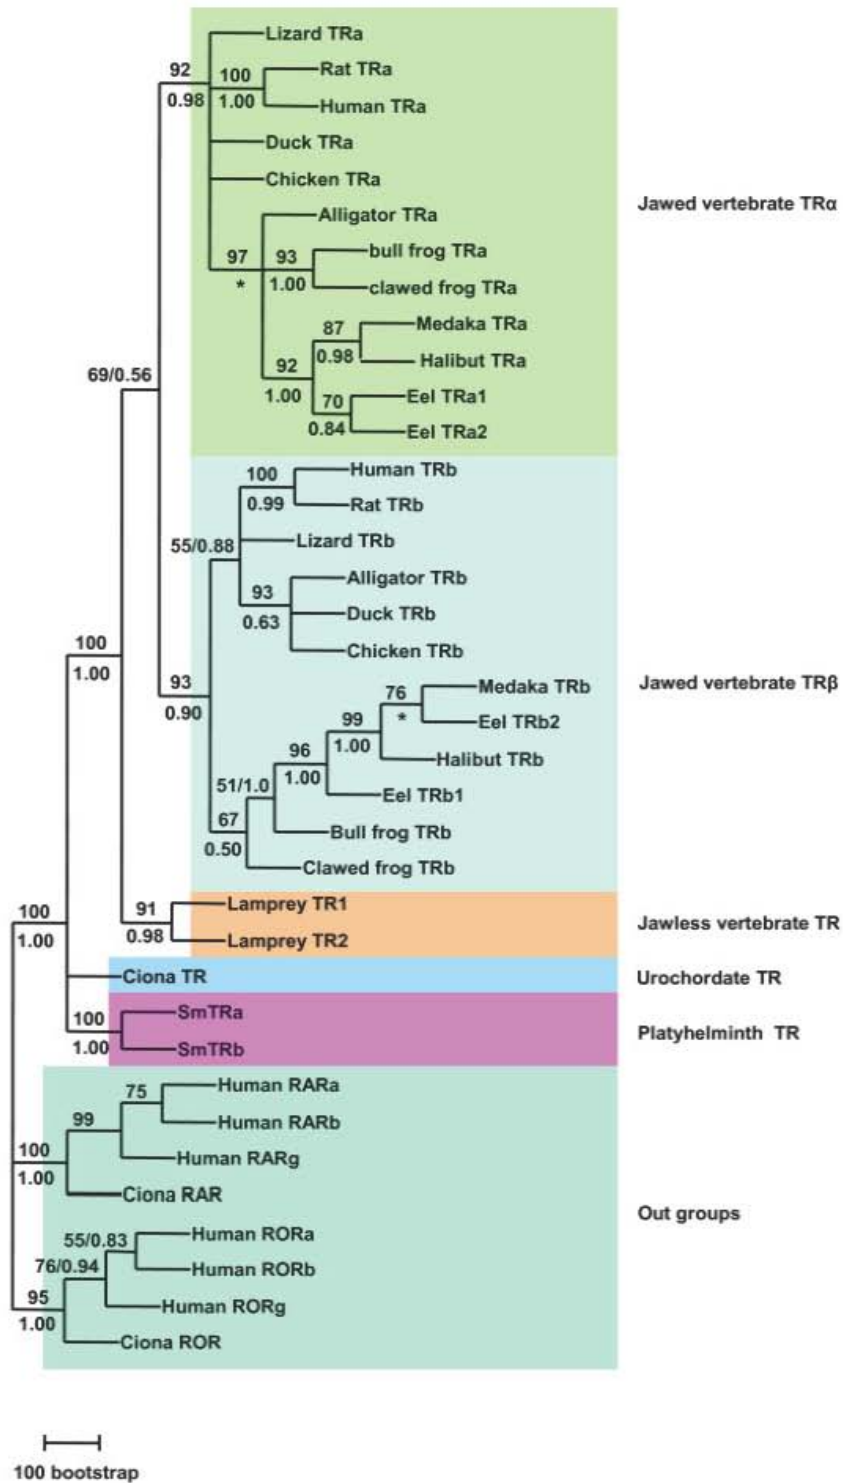 Lizard TRa
92
100
Rat TRa
0.98
1.00
Human TRa
Duck TRa
Chicken TRa
Jawed vertebrate TRα
Alligator TRa
97
93
bull frog TRa
*
1.00
clawed frog TRa
Medaka TRa
87
0.98
Halibut TRa
92
69/0.56
1.00
70
Eel TRa1
0.84
Eel TRa2
100
Human TRb
0.99
Rat TRb
55/0.88
Lizard TRb
Alligator TRb
93
0.63
Duck TRb
100
Chicken TRb
1.00
93
76
Medaka TRb
Jawed vertebrate TRβ
0.90
*
Eel TRb2
99
1.00
Halibut TRb
96
51/1.0
1.00
Eel TRb1
67
Bull frog TRb
0.50
Clawed frog TRb
100
91
Lamprey TR1
1.00
0.98
Jawless vertebrate TR
Lamprey TR2
Ciona TR
Urochordate TR
100
SmTRa
1.00
Platyhelminth TR
SmTRb
75
Human RARa
99
Human RARb
100
Human RARg
1.00
Ciona RAR
Out groups
55/0.83
Human RORa
76/0.94
Human RORb
95
Human RORg
1.00
Ciona ROR
100 bootstrap